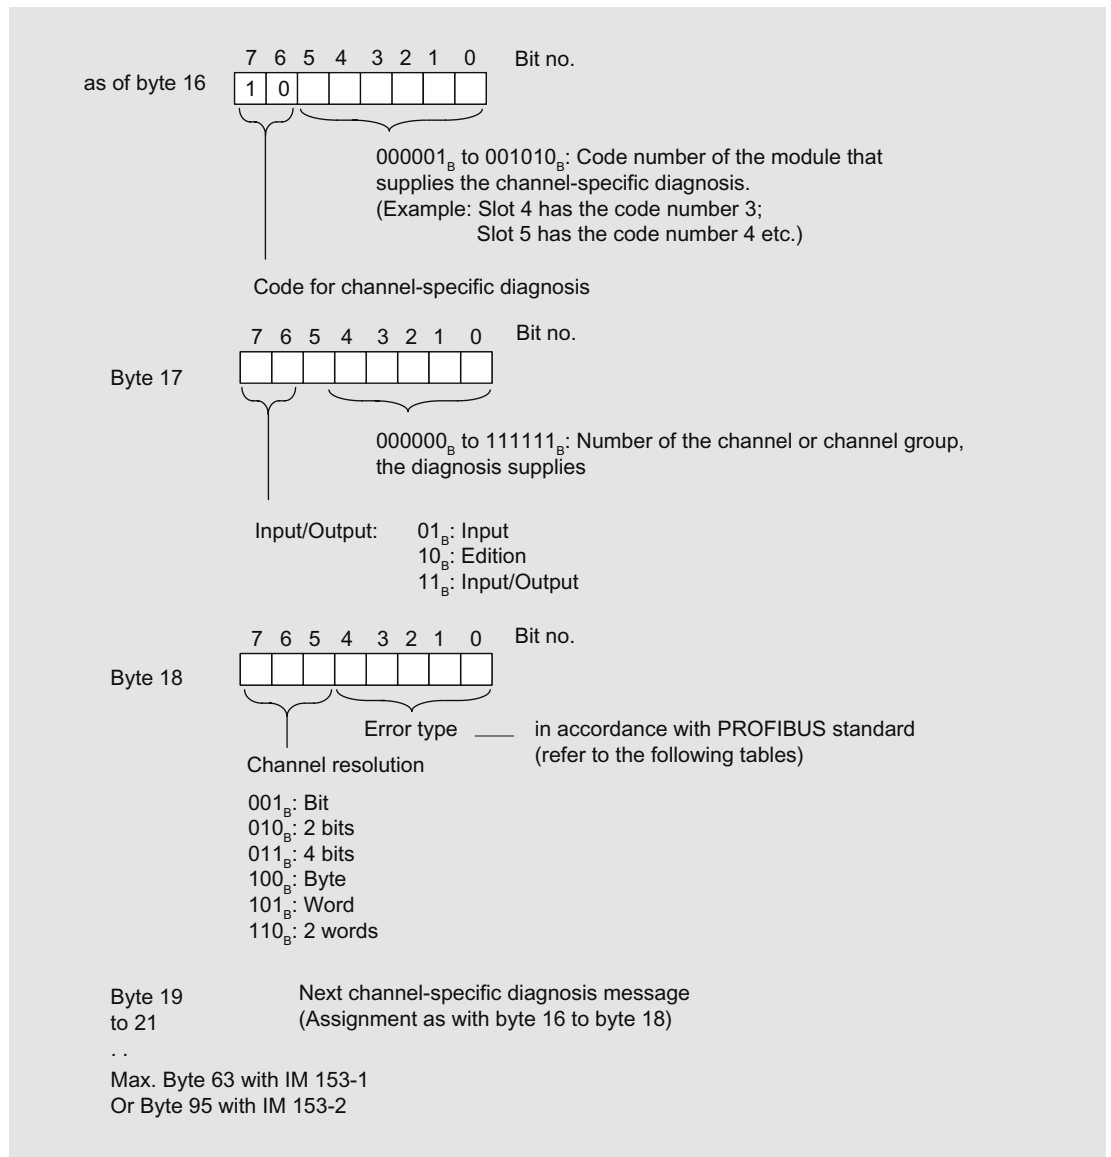 7 6 5 4 3 2 1 0 Bit no.
as of byte 16
1 0
000001B to 001010B: Code number of the module that
supplies the channel-specific diagnosis.
(Example: Slot 4 has the code number 3;
Slot 5 has the code number 4 etc.)
Code for channel-specific diagnosis
7 6 5 4 3 2 1 0 Bit no.
Byte 17
000000B to 111111B: Number of the channel or channel group,
the diagnosis supplies
Input/Output: 01B: Input
10B: Edition
11B: Input/Output
7 6 5 4 3 2 1 0 Bit no.
Byte 18
Error type ___ in accordance with PROFIBUS standard
(refer to the following tables)
Channel resolution
001B: Bit
010B: 2 bits
011B: 4 bits
100B: Byte
101B: Word
110B: 2 words
Byte 19 Next channel-specific diagnosis message
to 21 (Assignment as with byte 16 to byte 18)
. .
Max. Byte 63 with IM 153-1
Or Byte 95 with IM 153-2